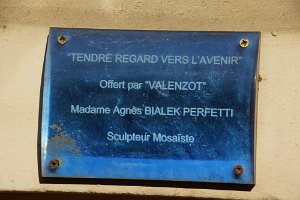 "TENDRE REGARD VERS L'AVENIR"
Offert par "VALENZOT"
Madame Agnès BIALEK PERFETTI
Sculpteur Mosaïste